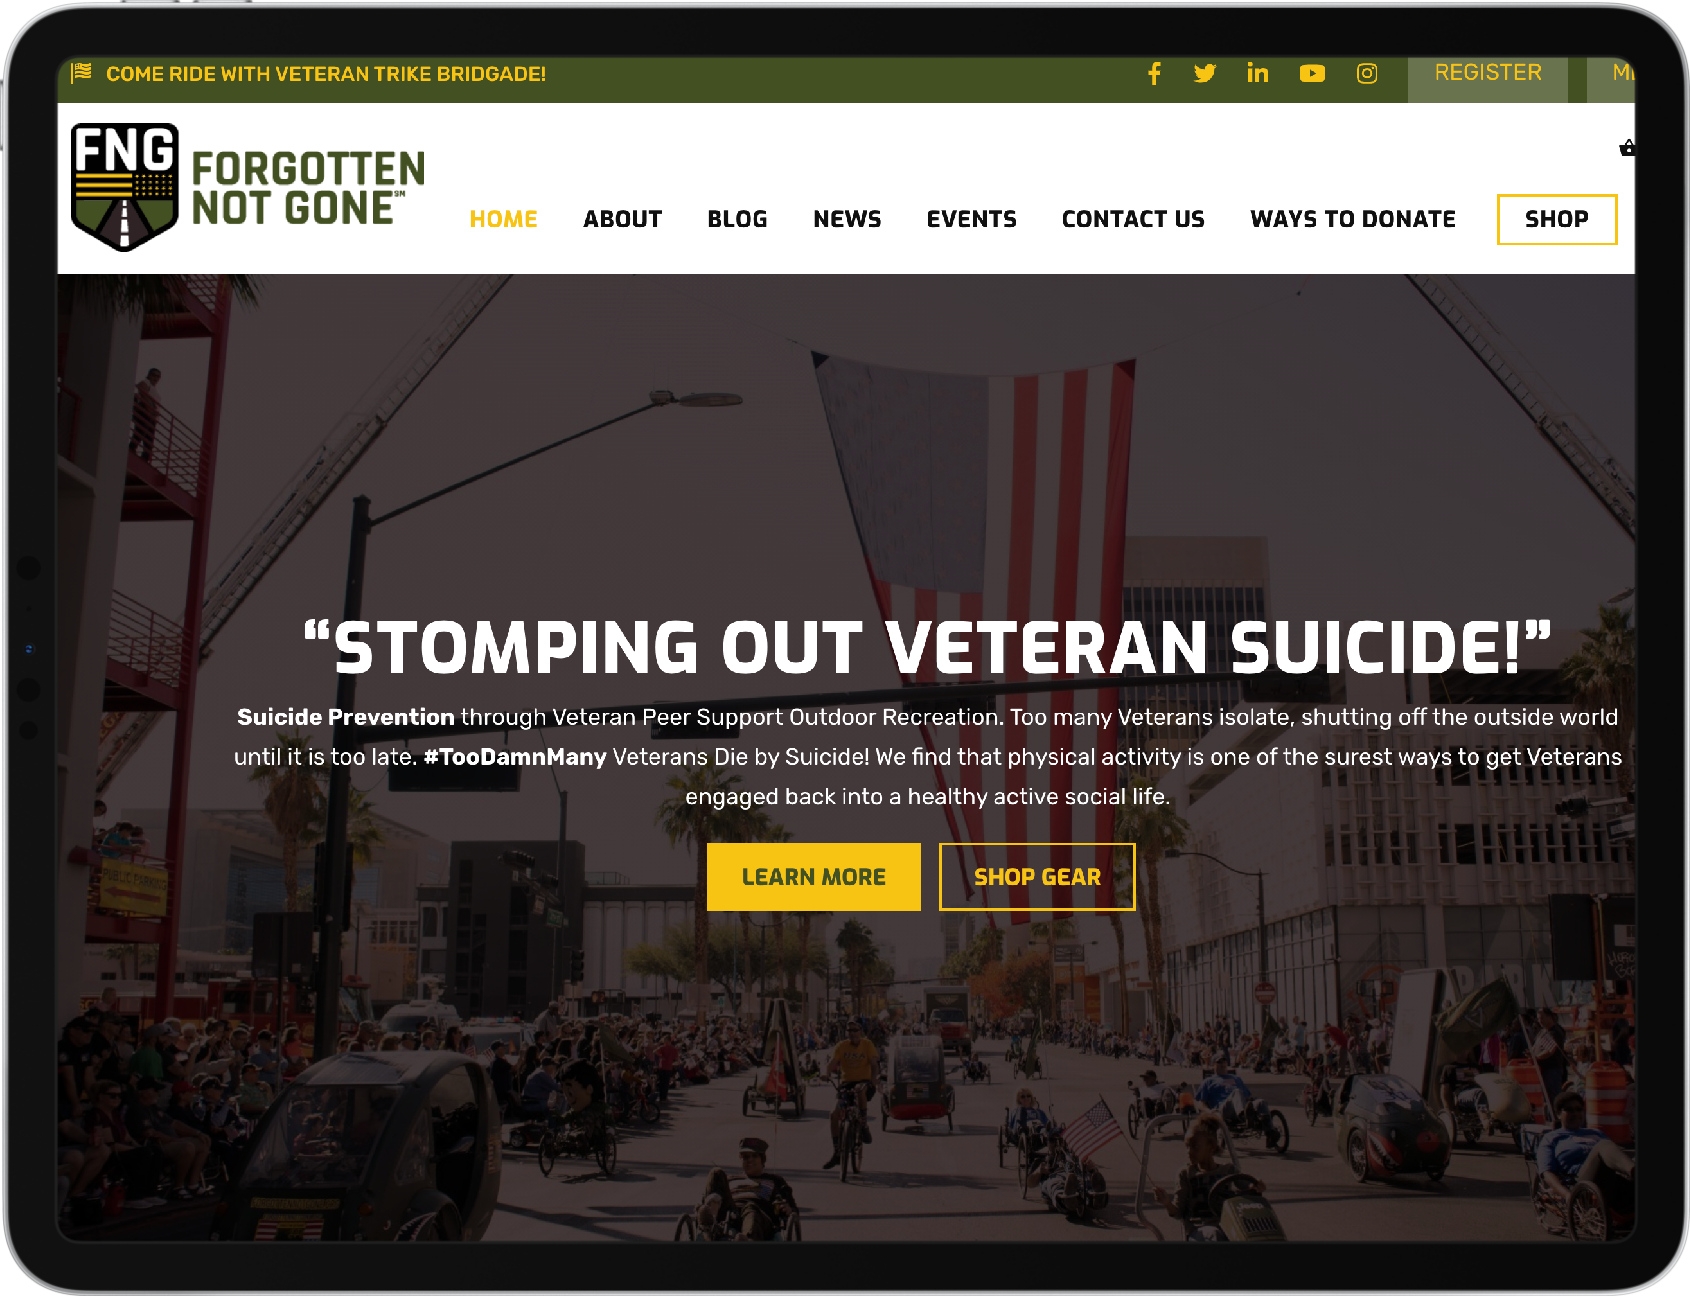 COME RIDE WITH VETERAN TRIKE BRIDGADE!
REGISTER
FNG
FORGOTTEN
NOT GONE℠
HOME ABOUT BLOG NEWS EVENTS CONTACT US WAYS TO DONATE SHOP
“STOMPING OUT VETERAN SUICIDE!”
Suicide Prevention through Veteran Peer Support Outdoor Recreation. Too many Veterans isolate, shutting off the outside world
until it is too late. #TooDamnMany Veterans Die by Suicide! We find that physical activity is one of the surest ways to get Veterans
engaged back into a healthy active social life.
LEARN MORE SHOP GEAR
PUBLIC PARKING